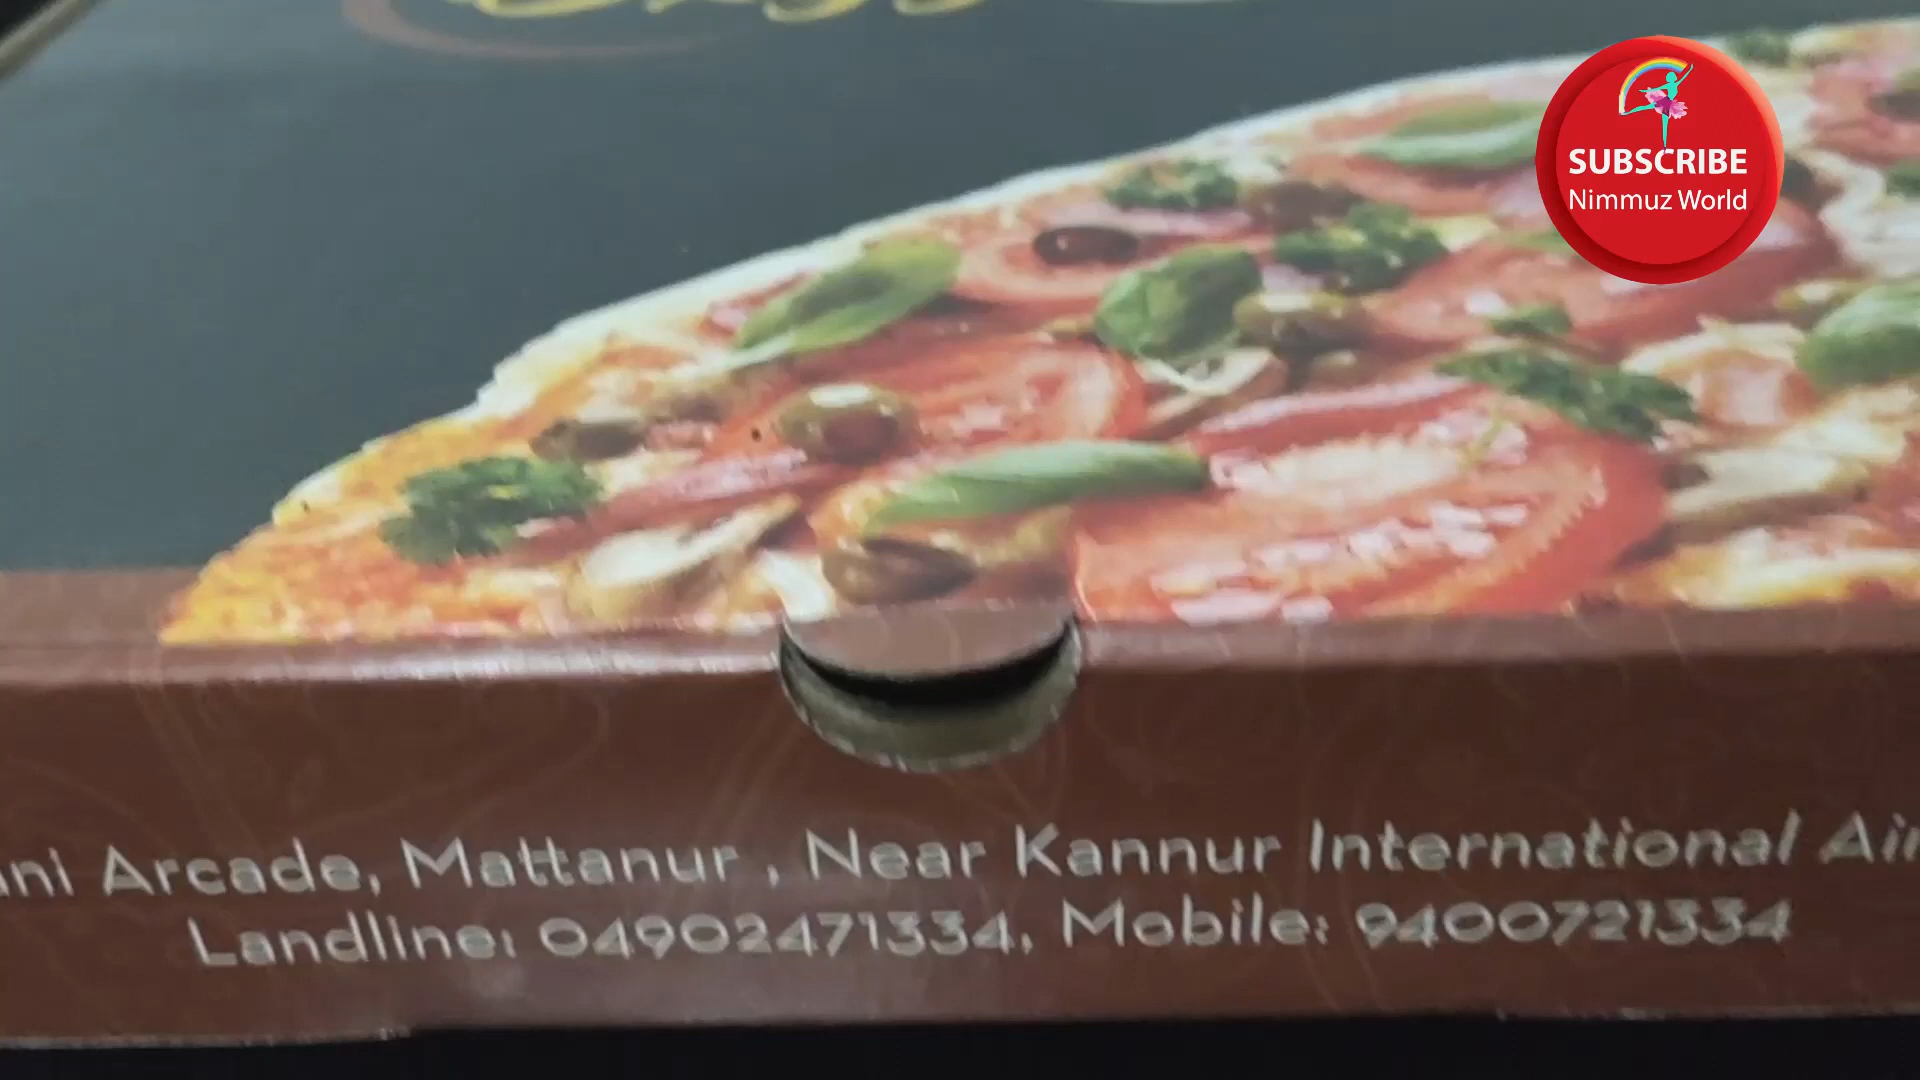 SUBSCRIBE
Nimmuz World
Arcade, Mattanur , Near Kannur International
Landline: 04902471334, Mobile: 9400721334